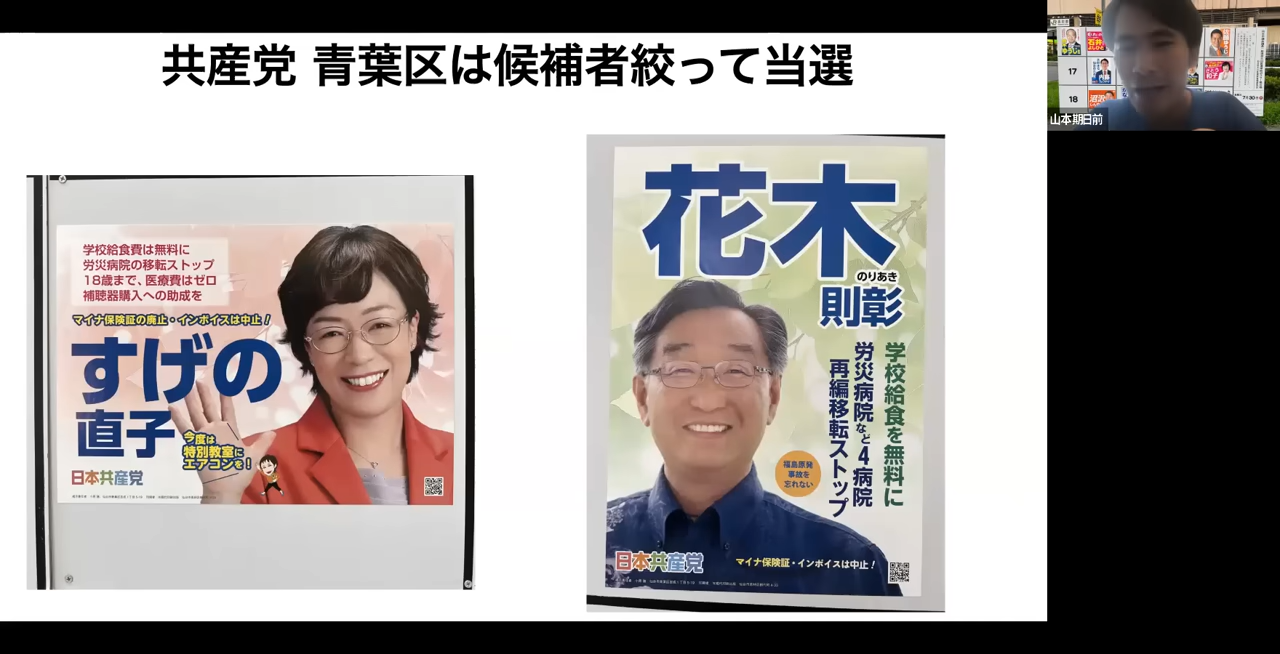 共産党 青葉区は候補者絞って当選
学校給食費は無料に
労災病院の移転ストップ
18歳まで、医療費はゼロ
補聴器購入への助成を
マイナ保険証の廃止・インボイスは中止！
すげの
直子
今度は
特別教室に
エアコンを！
日本共産党
花木
のりあき
則彰
学校給食を無料に
労災病院など4病院
再編移転ストップ
福島原発
事故を
忘れない
日本共産党
マイナ保険証・インボイスは中止！
17
18
山本期日前